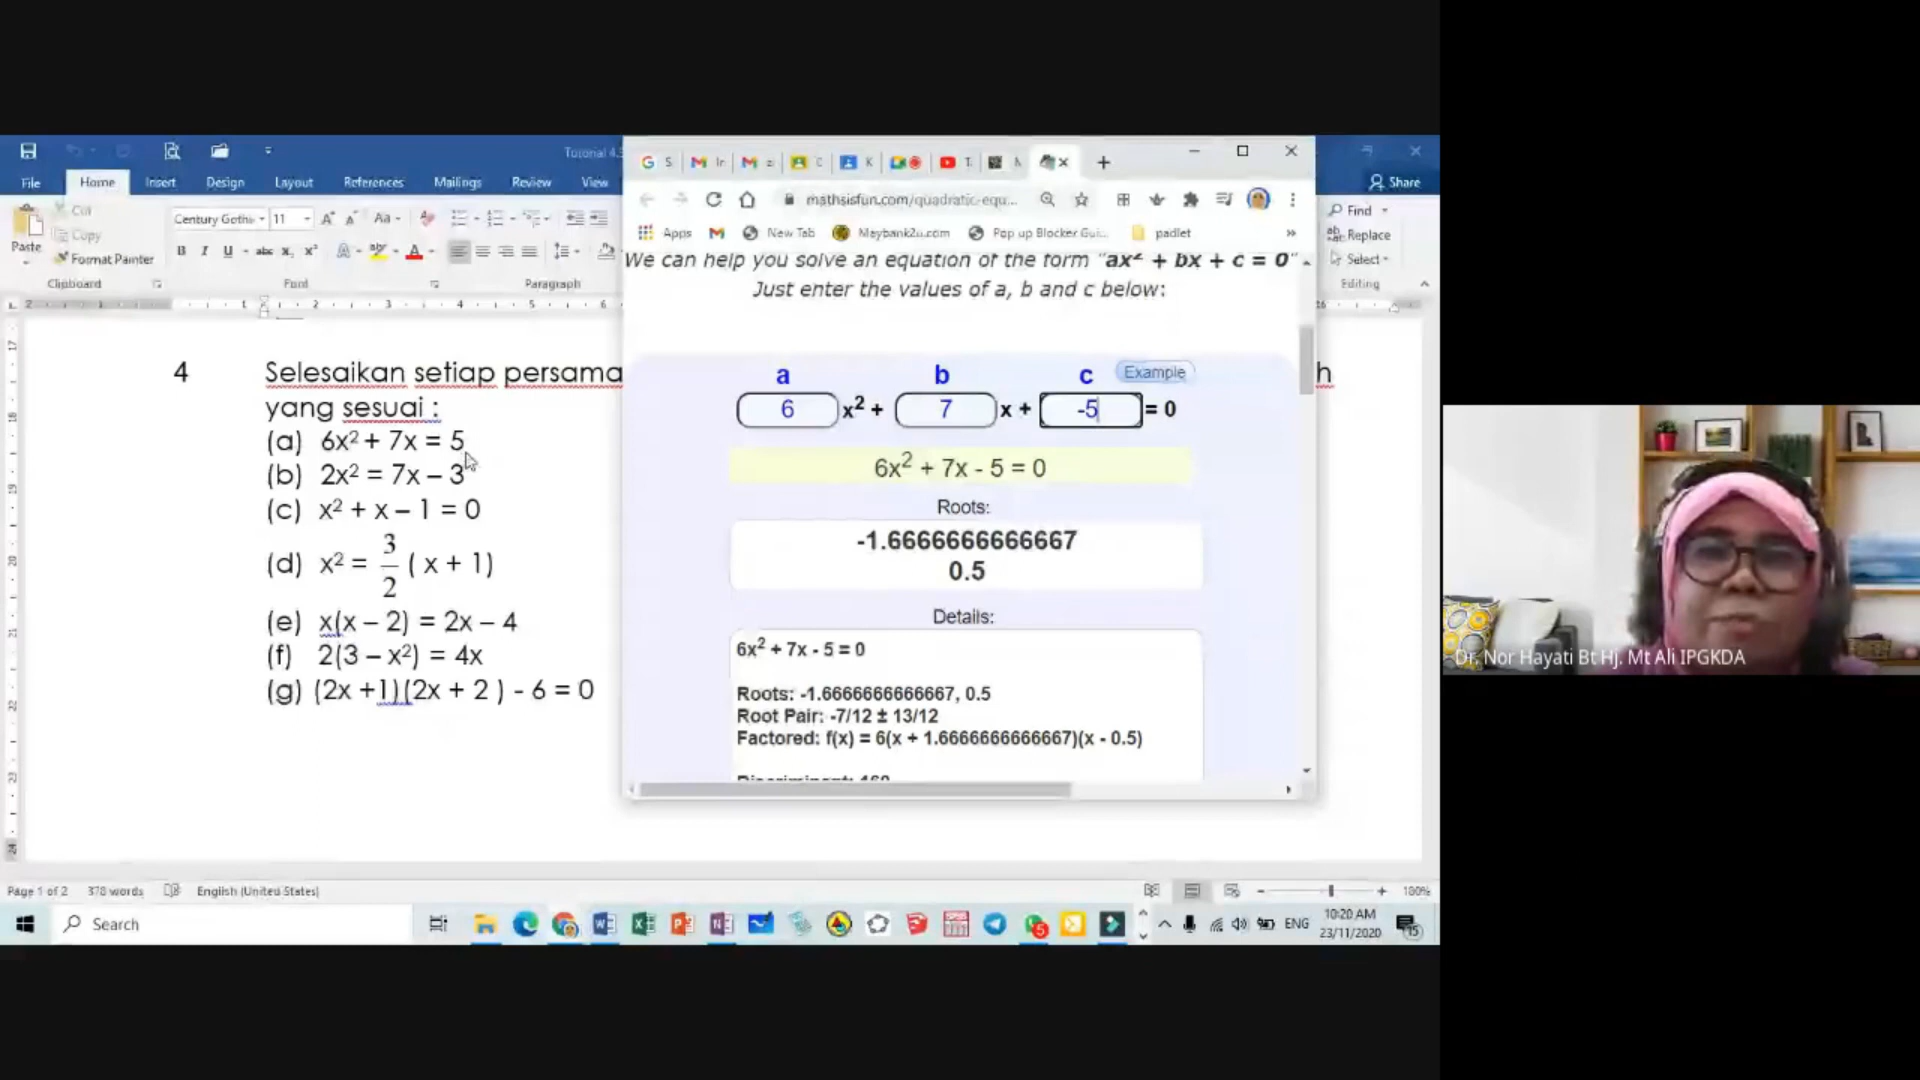 Tutorial 4.
File Home Insert Design Layout References Mailings Review View
Share
Cut
Copy
Paste
Format Painter
Century Gothi 11
Find
Replace
Select
Clipboard Font Paragraph Editing
mathsisfun.com/quadratic-equ...
Apps New Tab Maybank2u.com Pop up Blocker Gui... padlet
We can help you solve an equation of the form "ax² + bx + c = 0"
Just enter the values of a, b and c below:
a b c Example
6 x² + 7 x + -5 = 0
6x² + 7x - 5 = 0
Roots:
-1.6666666666667
0.5
Details:
6x² + 7x - 5 = 0
Roots: -1.6666666666667, 0.5
Root Pair: -7/12 ± 13/12
Factored: f(x) = 6(x + 1.6666666666667)(x - 0.5)
4 Selesaikan setiap persama
h
yang sesuai :
(a) 6x² + 7x = 5
(b) 2x² = 7x – 3
(c) x² + x – 1 = 0
(d) x² = 3/2 ( x + 1)
(e) x(x – 2) = 2x – 4
(f) 2(3 – x²) = 4x
(g) (2x +1)(2x + 2 ) - 6 = 0
Page 1 of 2 378 words English (United States) 100%
Search
ENG
10:20 AM
23/11/2020
Dr. Nor Hayati Bt Hj. Mt Ali IPGKDA